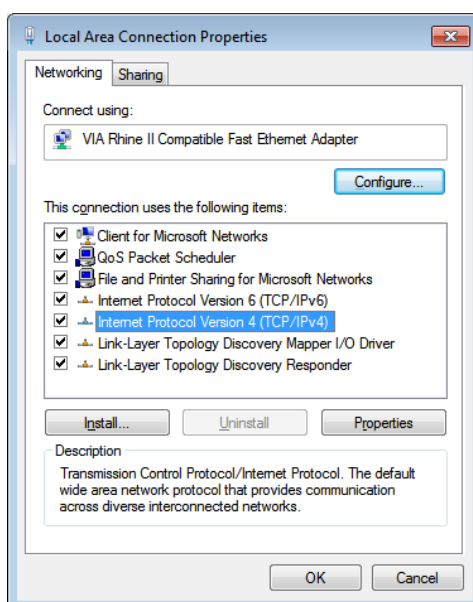 Local Area Connection Properties
Networking
Sharing
Connect using:
VIA Rhine II Compatible Fast Ethernet Adapter
Configure...
This connection uses the following items:
Client for Microsoft Networks
QoS Packet Scheduler
File and Printer Sharing for Microsoft Networks
Internet Protocol Version 6 (TCP/IPv6)
Internet Protocol Version 4 (TCP/IPv4)
Link-Layer Topology Discovery Mapper I/O Driver
Link-Layer Topology Discovery Responder
Install...
Uninstall
Properties
Description
Transmission Control Protocol/Internet Protocol. The default
wide area network protocol that provides communication
across diverse interconnected networks.
OK
Cancel